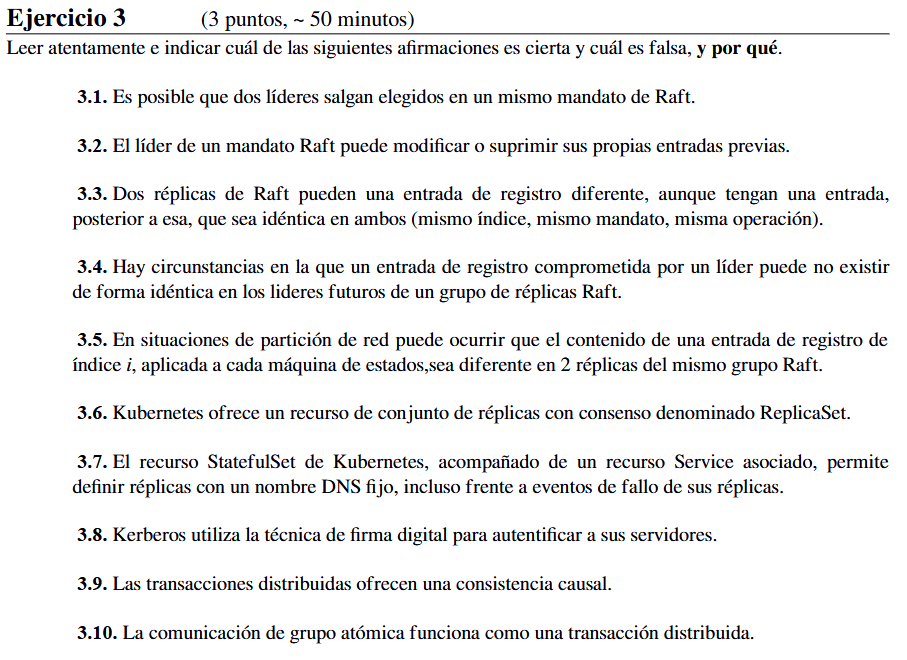 Ejercicio 3 (3 puntos, ~ 50 minutos)
Leer atentamente e indicar cuál de las siguientes afirmaciones es cierta y cuál es falsa, y por qué.
3.1. Es posible que dos líderes salgan elegidos en un mismo mandato de Raft.
3.2. El líder de un mandato Raft puede modificar o suprimir sus propias entradas previas.
3.3. Dos réplicas de Raft pueden una entrada de registro diferente, aunque tengan una entrada,
posterior a esa, que sea idéntica en ambos (mismo índice, mismo mandato, misma operación).
3.4. Hay circunstancias en la que un entrada de registro comprometida por un líder puede no existir
de forma idéntica en los lideres futuros de un grupo de réplicas Raft.
3.5. En situaciones de partición de red puede ocurrir que el contenido de una entrada de registro de
índice i, aplicada a cada máquina de estados,sea diferente en 2 réplicas del mismo grupo Raft.
3.6. Kubernetes ofrece un recurso de conjunto de réplicas con consenso denominado ReplicaSet.
3.7. El recurso StatefulSet de Kubernetes, acompañado de un recurso Service asociado, permite
definir réplicas con un nombre DNS fijo, incluso frente a eventos de fallo de sus réplicas.
3.8. Kerberos utiliza la técnica de firma digital para autentificar a sus servidores.
3.9. Las transacciones distribuidas ofrecen una consistencia causal.
3.10. La comunicación de grupo atómica funciona como una transacción distribuida.